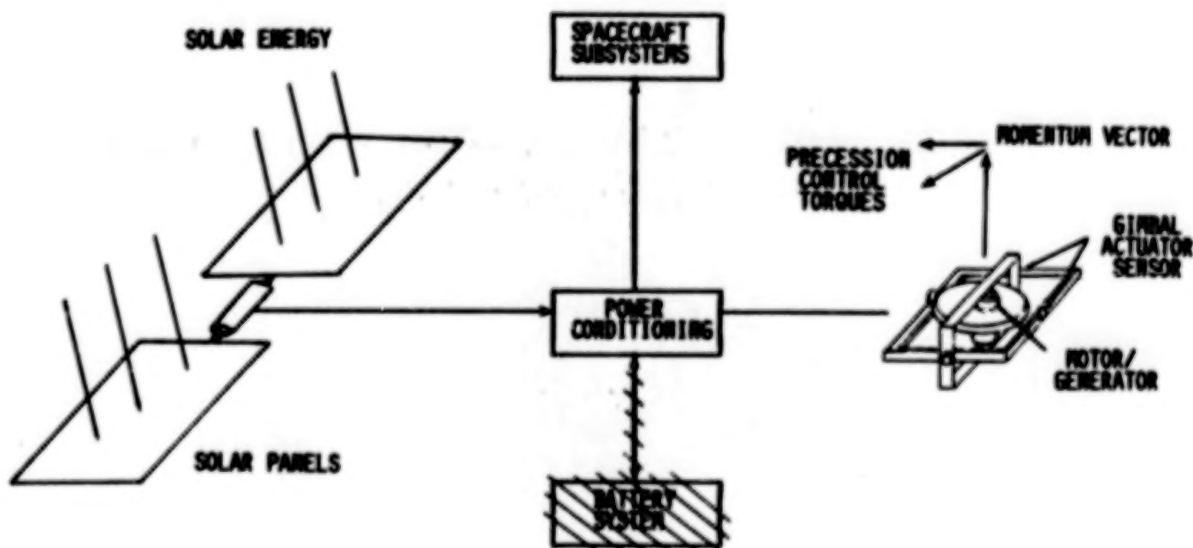 SOLAR ENERGY
SPACECRAFT
SUBSYSTEMS
MOMENTUM VECTOR
PRECESSION
CONTROL
TORQUES
GIMBAL
ACTUATOR
SENSOR
POWER
CONDITIONING
MOTOR/
GENERATOR
SOLAR PANELS
BATTERY
SYSTEM